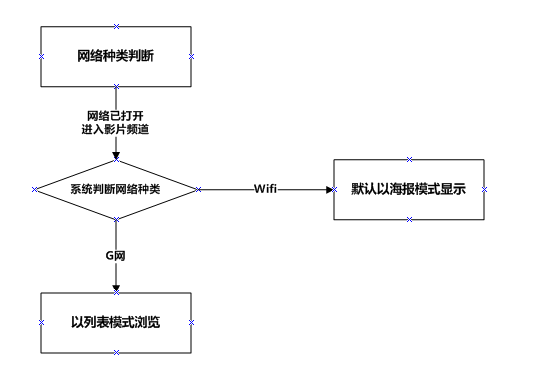 网络种类判断
网络已打开
进入影片频道
系统判断网络种类
Wifi
默认以海报模式显示
G网
以列表模式浏览